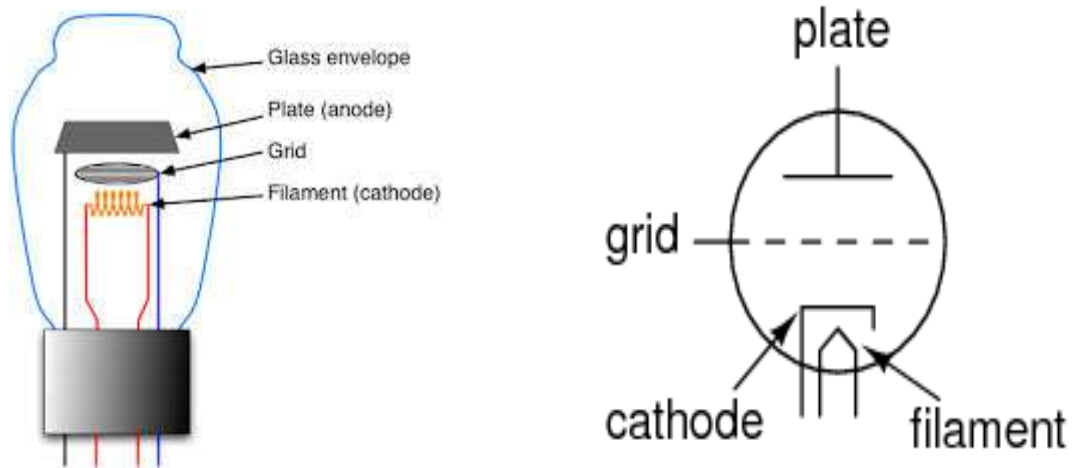 Glass envelope
Plate (anode)
Grid
Filament (cathode)
plate
grid
cathode
filament